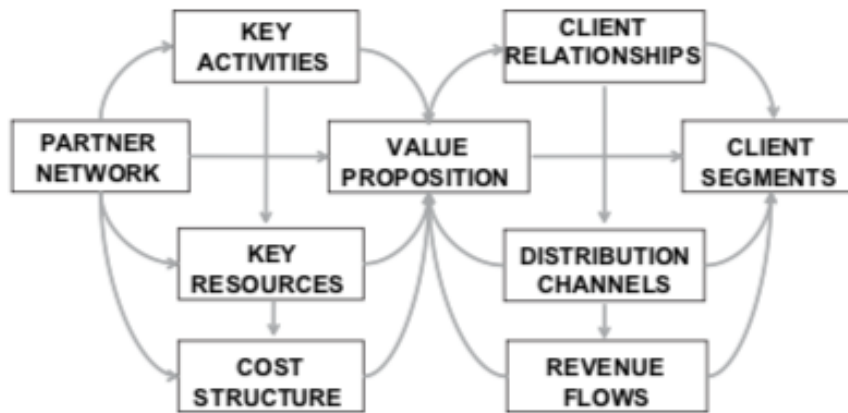 KEY
ACTIVITIES
CLIENT
RELATIONSHIPS
PARTNER
NETWORK
VALUE
PROPOSITION
CLIENT
SEGMENTS
KEY
RESOURCES
DISTRIBUTION
CHANNELS
COST
STRUCTURE
REVENUE
FLOWS